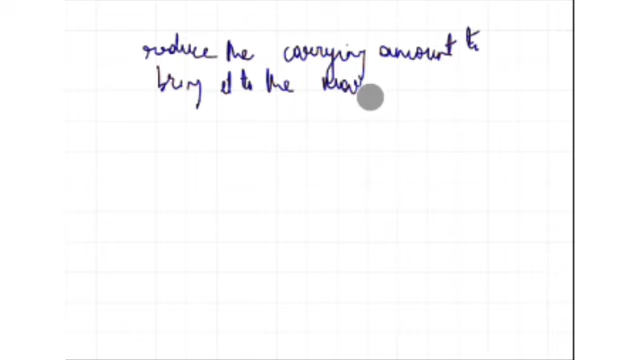 reduce the carrying amount to
bring it to the